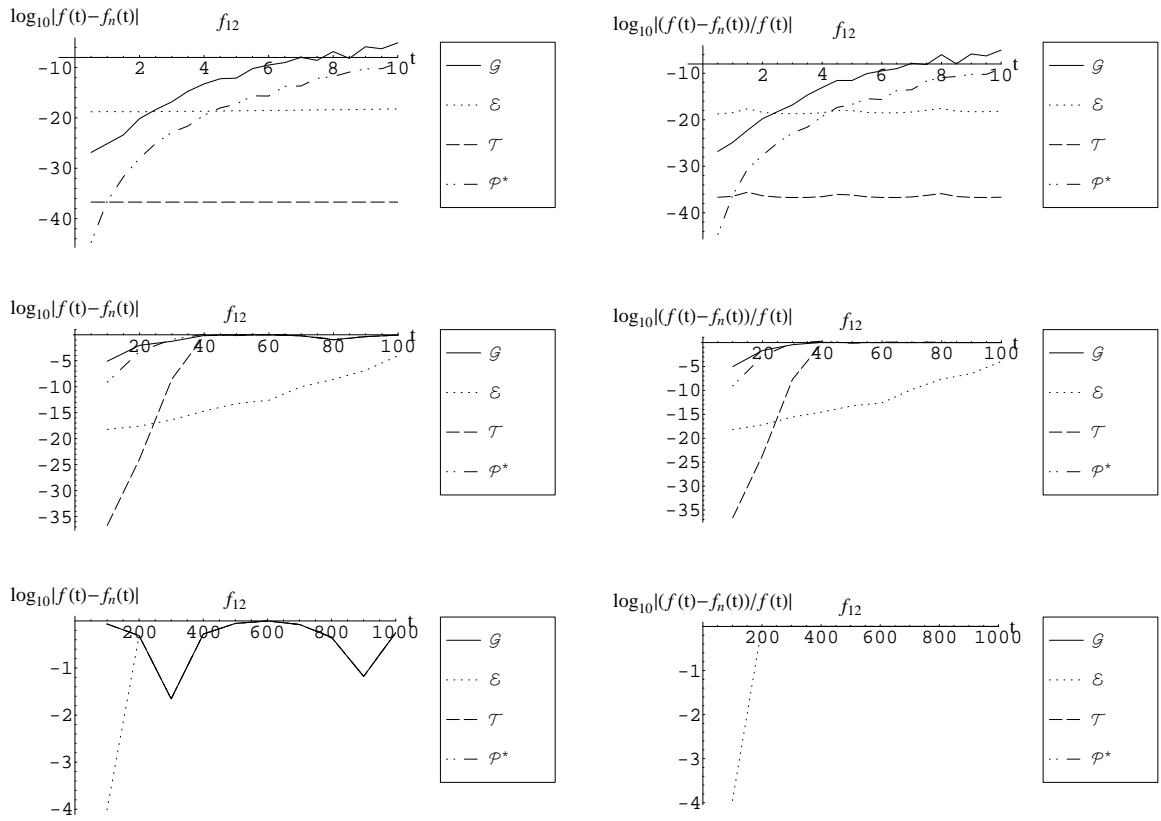 log10|f(t)−fn(t)|
f12
2 4 6 8 10 t
-10
-20
-30
-40
𝒢
ℰ
𝒯
𝒫*
log10|(f(t)−fn(t))/f(t)|
f12
2 4 6 8 10 t
-10
-20
-30
-40
𝒢
ℰ
𝒯
𝒫*
log10|f(t)−fn(t)|
f12
20 40 60 80 100 t
-5
-10
-15
-20
-25
-30
-35
𝒢
ℰ
𝒯
𝒫*
log10|(f(t)−fn(t))/f(t)|
f12
20 40 60 80 100 t
-5
-10
-15
-20
-25
-30
-35
𝒢
ℰ
𝒯
𝒫*
log10|f(t)−fn(t)|
f12
200 400 600 800 1000 t
-1
-2
-3
-4
𝒢
ℰ
𝒯
𝒫*
log10|(f(t)−fn(t))/f(t)|
f12
200 400 600 800 1000 t
-1
-2
-3
-4
𝒢
ℰ
𝒯
𝒫*